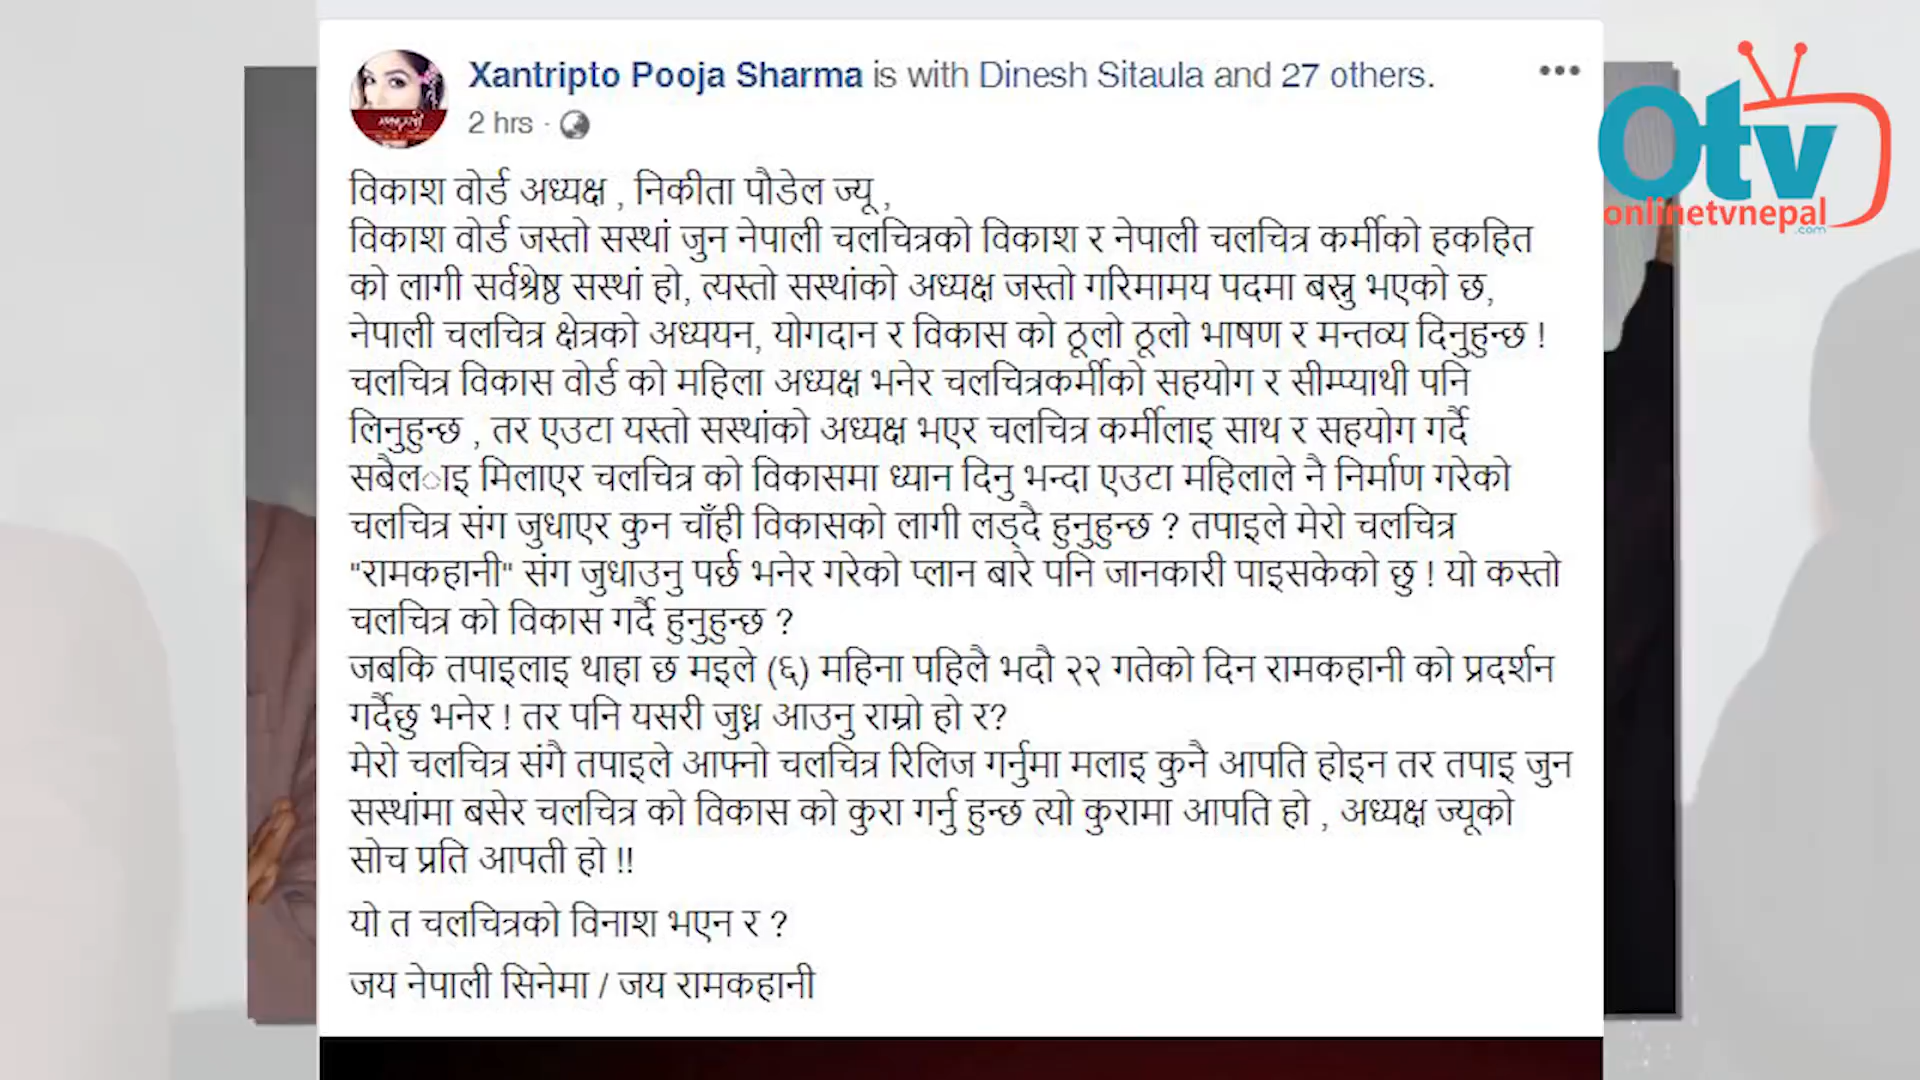 Xantripto Pooja Sharma is with Dinesh Sitaula and 27 others.
2 hrs ·
विकाश वोर्ड अध्यक्ष , निकीता पौडेल ज्यू ,
विकाश वोर्ड जस्तो सस्थां जुन नेपाली चलचित्रको विकाश र नेपाली चलचित्र कर्मीको हकहित
को लागी सर्वश्रेष्ठ सस्थां हो, त्यस्तो सस्थांको अध्यक्ष जस्तो गरिमामय पदमा बस्नु भएको छ,
नेपाली चलचित्र क्षेत्रको अध्ययन, योगदान र विकास को ठूलो ठूलो भाषण र मन्तव्य दिनुहुन्छ !
चलचित्र विकास वोर्ड को महिला अध्यक्ष भनेर चलचित्रकर्मीको सहयोग र सीम्प्याथी पनि
लिनुहुन्छ , तर एउटा यस्तो सस्थांको अध्यक्ष भएर चलचित्र कर्मीलाइ साथ र सहयोग गर्दै
सबैल◌ाइ मिलाएर चलचित्र को विकासमा ध्यान दिनु भन्दा एउटा महिलाले नै निर्माण गरेको
चलचित्र संग जुधाएर कुन चाँही विकासको लागी लड्दै हुनुहुन्छ ? तपाइले मेरो चलचित्र
"रामकहानी" संग जुधाउनु पर्छ भनेर गरेको प्लान बारे पनि जानकारी पाइसकेको छु ! यो कस्तो
चलचित्र को विकास गर्दै हुनुहुन्छ ?
जबकि तपाइलाइ थाहा छ मइले (६) महिना पहिलै भदौ २२ गतेको दिन रामकहानी को प्रदर्शन
गर्दैछु भनेर ! तर पनि यसरी जुध्न आउनु राम्रो हो र?
मेरो चलचित्र संगै तपाइले आफ्नो चलचित्र रिलिज गर्नुमा मलाइ कुनै आपति होइन तर तपाइ जुन
सस्थांमा बसेर चलचित्र को विकास को कुरा गर्नु हुन्छ त्यो कुरामा आपति हो , अध्यक्ष ज्यूको
सोच प्रति आपती हो !!
यो त चलचित्रको विनाश भएन र ?
जय नेपाली सिनेमा / जय रामकहानी
Otv
onlinetvnepal
.com